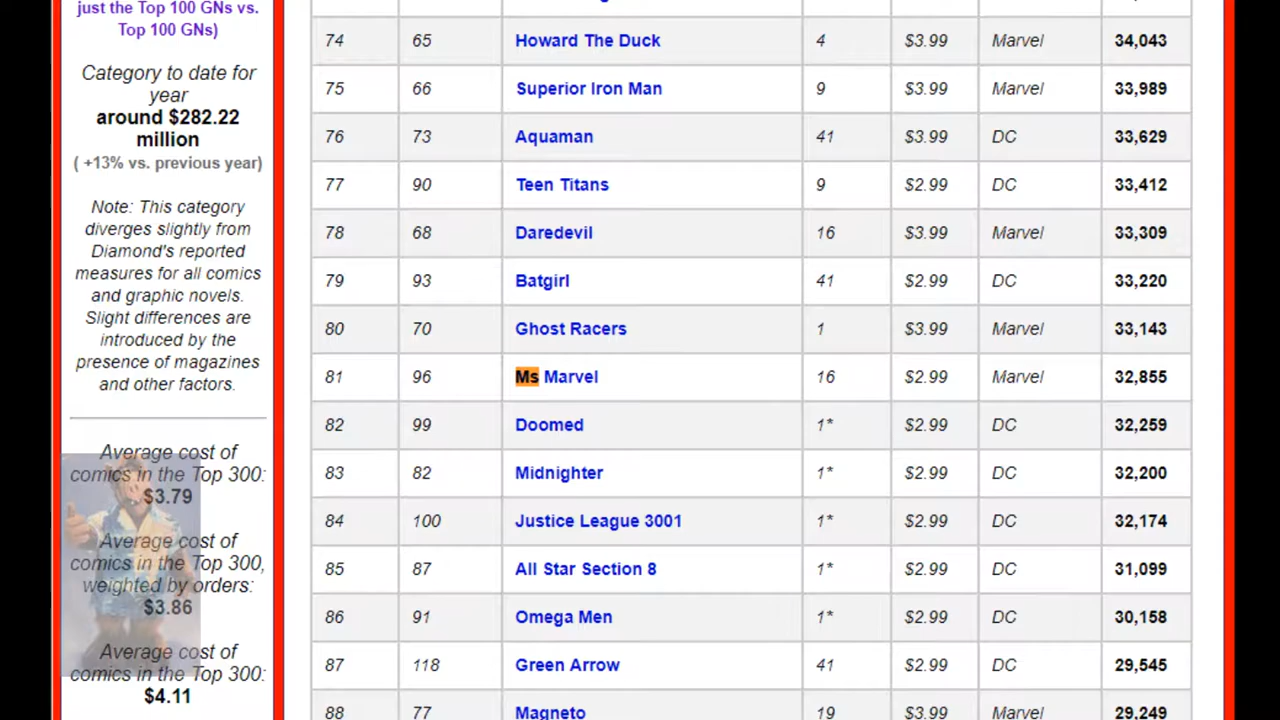 just the Top 100 GNs vs.
Top 100 GNs)
Category to date for
year
around $282.22
million
( +13% vs. previous year)
Note: This category
diverges slightly from
Diamond's reported
measures for all comics
and graphic novels.
Slight differences are
introduced by the
presence of magazines
and other factors.
Average cost of
comics in the Top 300:
$3.79
Average cost of
comics in the Top 300,
weighted by orders:
$3.86
Average cost of
comics in the Top 300:
$4.11
74 65 Howard The Duck 4 $3.99 Marvel 34,043
75 66 Superior Iron Man 9 $3.99 Marvel 33,989
76 73 Aquaman 41 $3.99 DC 33,629
77 90 Teen Titans 9 $2.99 DC 33,412
78 68 Daredevil 16 $3.99 Marvel 33,309
79 93 Batgirl 41 $2.99 DC 33,220
80 70 Ghost Racers 1 $3.99 Marvel 33,143
81 96 Ms Marvel 16 $2.99 Marvel 32,855
82 99 Doomed 1* $2.99 DC 32,259
83 82 Midnighter 1* $2.99 DC 32,200
84 100 Justice League 3001 1* $2.99 DC 32,174
85 87 All Star Section 8 1* $2.99 DC 31,099
86 91 Omega Men 1* $2.99 DC 30,158
87 118 Green Arrow 41 $2.99 DC 29,545
88 77 Magneto 19 $3.99 Marvel 29,249